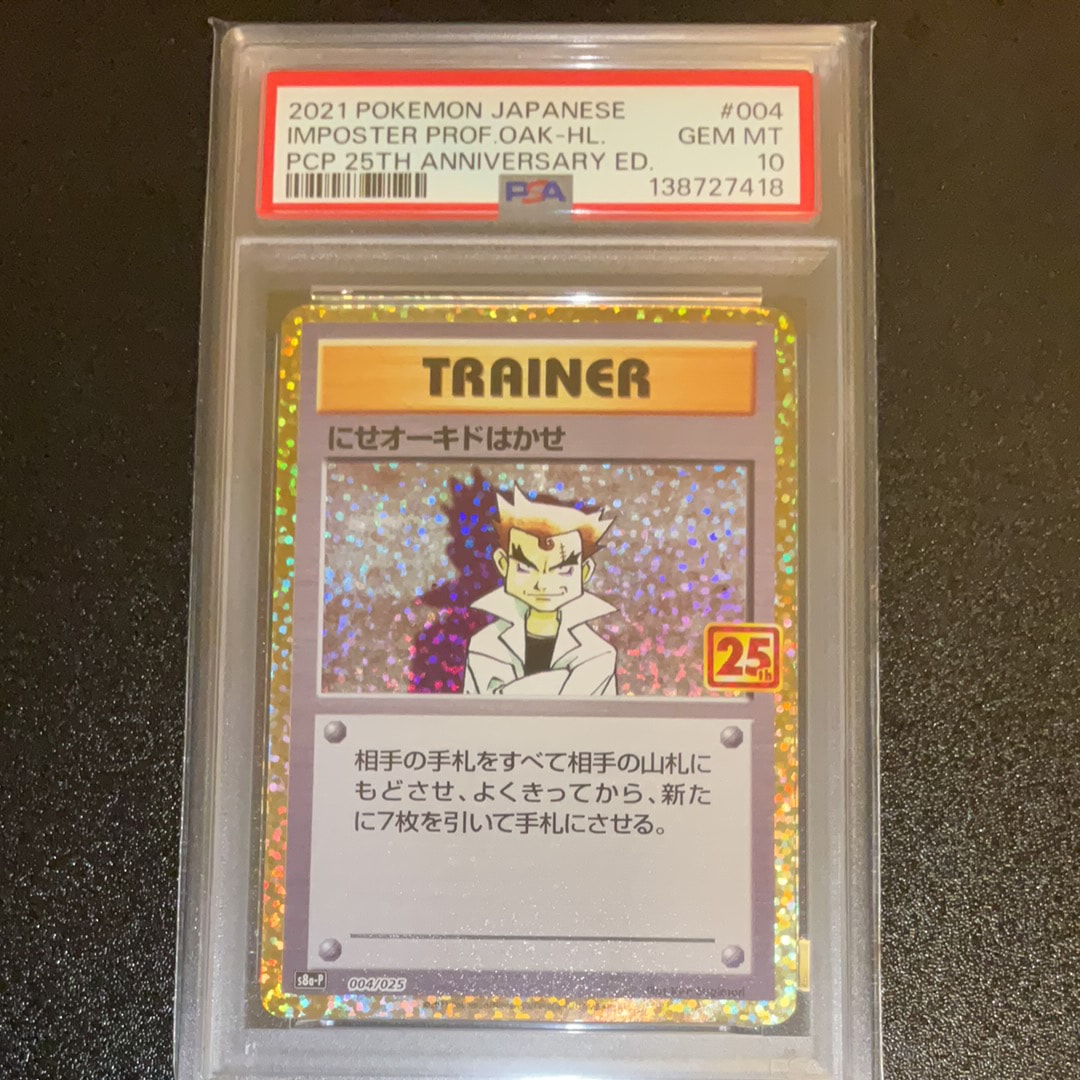 2021 POKEMON JAPANESE #004
IMPOSTER PROF.OAK-HL. GEM MT
PCP 25TH ANNIVERSARY ED. 10
PSA 138727418
TRAINER
にせオーキドはかせ
25th
相手の手札をすべて相手の山札に
もどさせ、よくきってから、新た
に7枚を引いて手札にさせる。
s8a-P 004/025